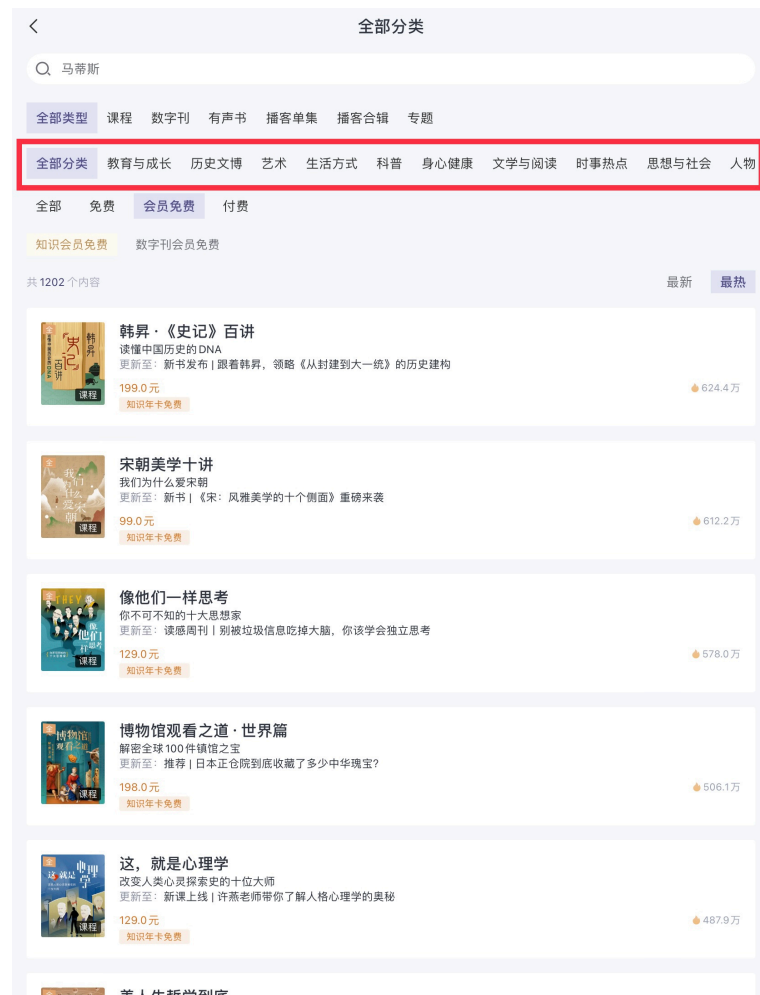 全部分类
马蒂斯
全部类型 课程 数字刊 有声书 播客单集 播客合辑 专题
全部分类 教育与成长 历史文博 艺术 生活方式 科普 身心健康 文学与阅读 时事热点 思想与社会 人物
全部 免费 会员免费 付费
知识会员免费 数字刊会员免费
共 1202 个内容 最新 最热
韩昇·《史记》百讲
读懂中国历史的 DNA
更新至：新书发布 | 跟着韩昇，领略《从封建到大一统》的历史建构
199.0 元
知识年卡免费
624.4 万
课程
宋朝美学十讲
我们为什么爱宋朝
更新至：新书 | 《宋：风雅美学的十个侧面》重磅来袭
99.0 元
知识年卡免费
612.2 万
课程
像他们一样思考
你不可不知的十大思想家
更新至：读感周刊丨别被垃圾信息吃掉大脑，你该学会独立思考
129.0 元
知识年卡免费
578.0 万
课程
博物馆观看之道·世界篇
解密全球 100 件镇馆之宝
更新至：推荐 | 日本正仓院到底收藏了多少中华瑰宝?
198.0 元
知识年卡免费
506.1 万
课程
这，就是心理学
改变人类心灵探索史的十位大师
更新至：新课上线 | 许燕老师带你了解人格心理学的奥秘
129.0 元
知识年卡免费
487.9 万
课程